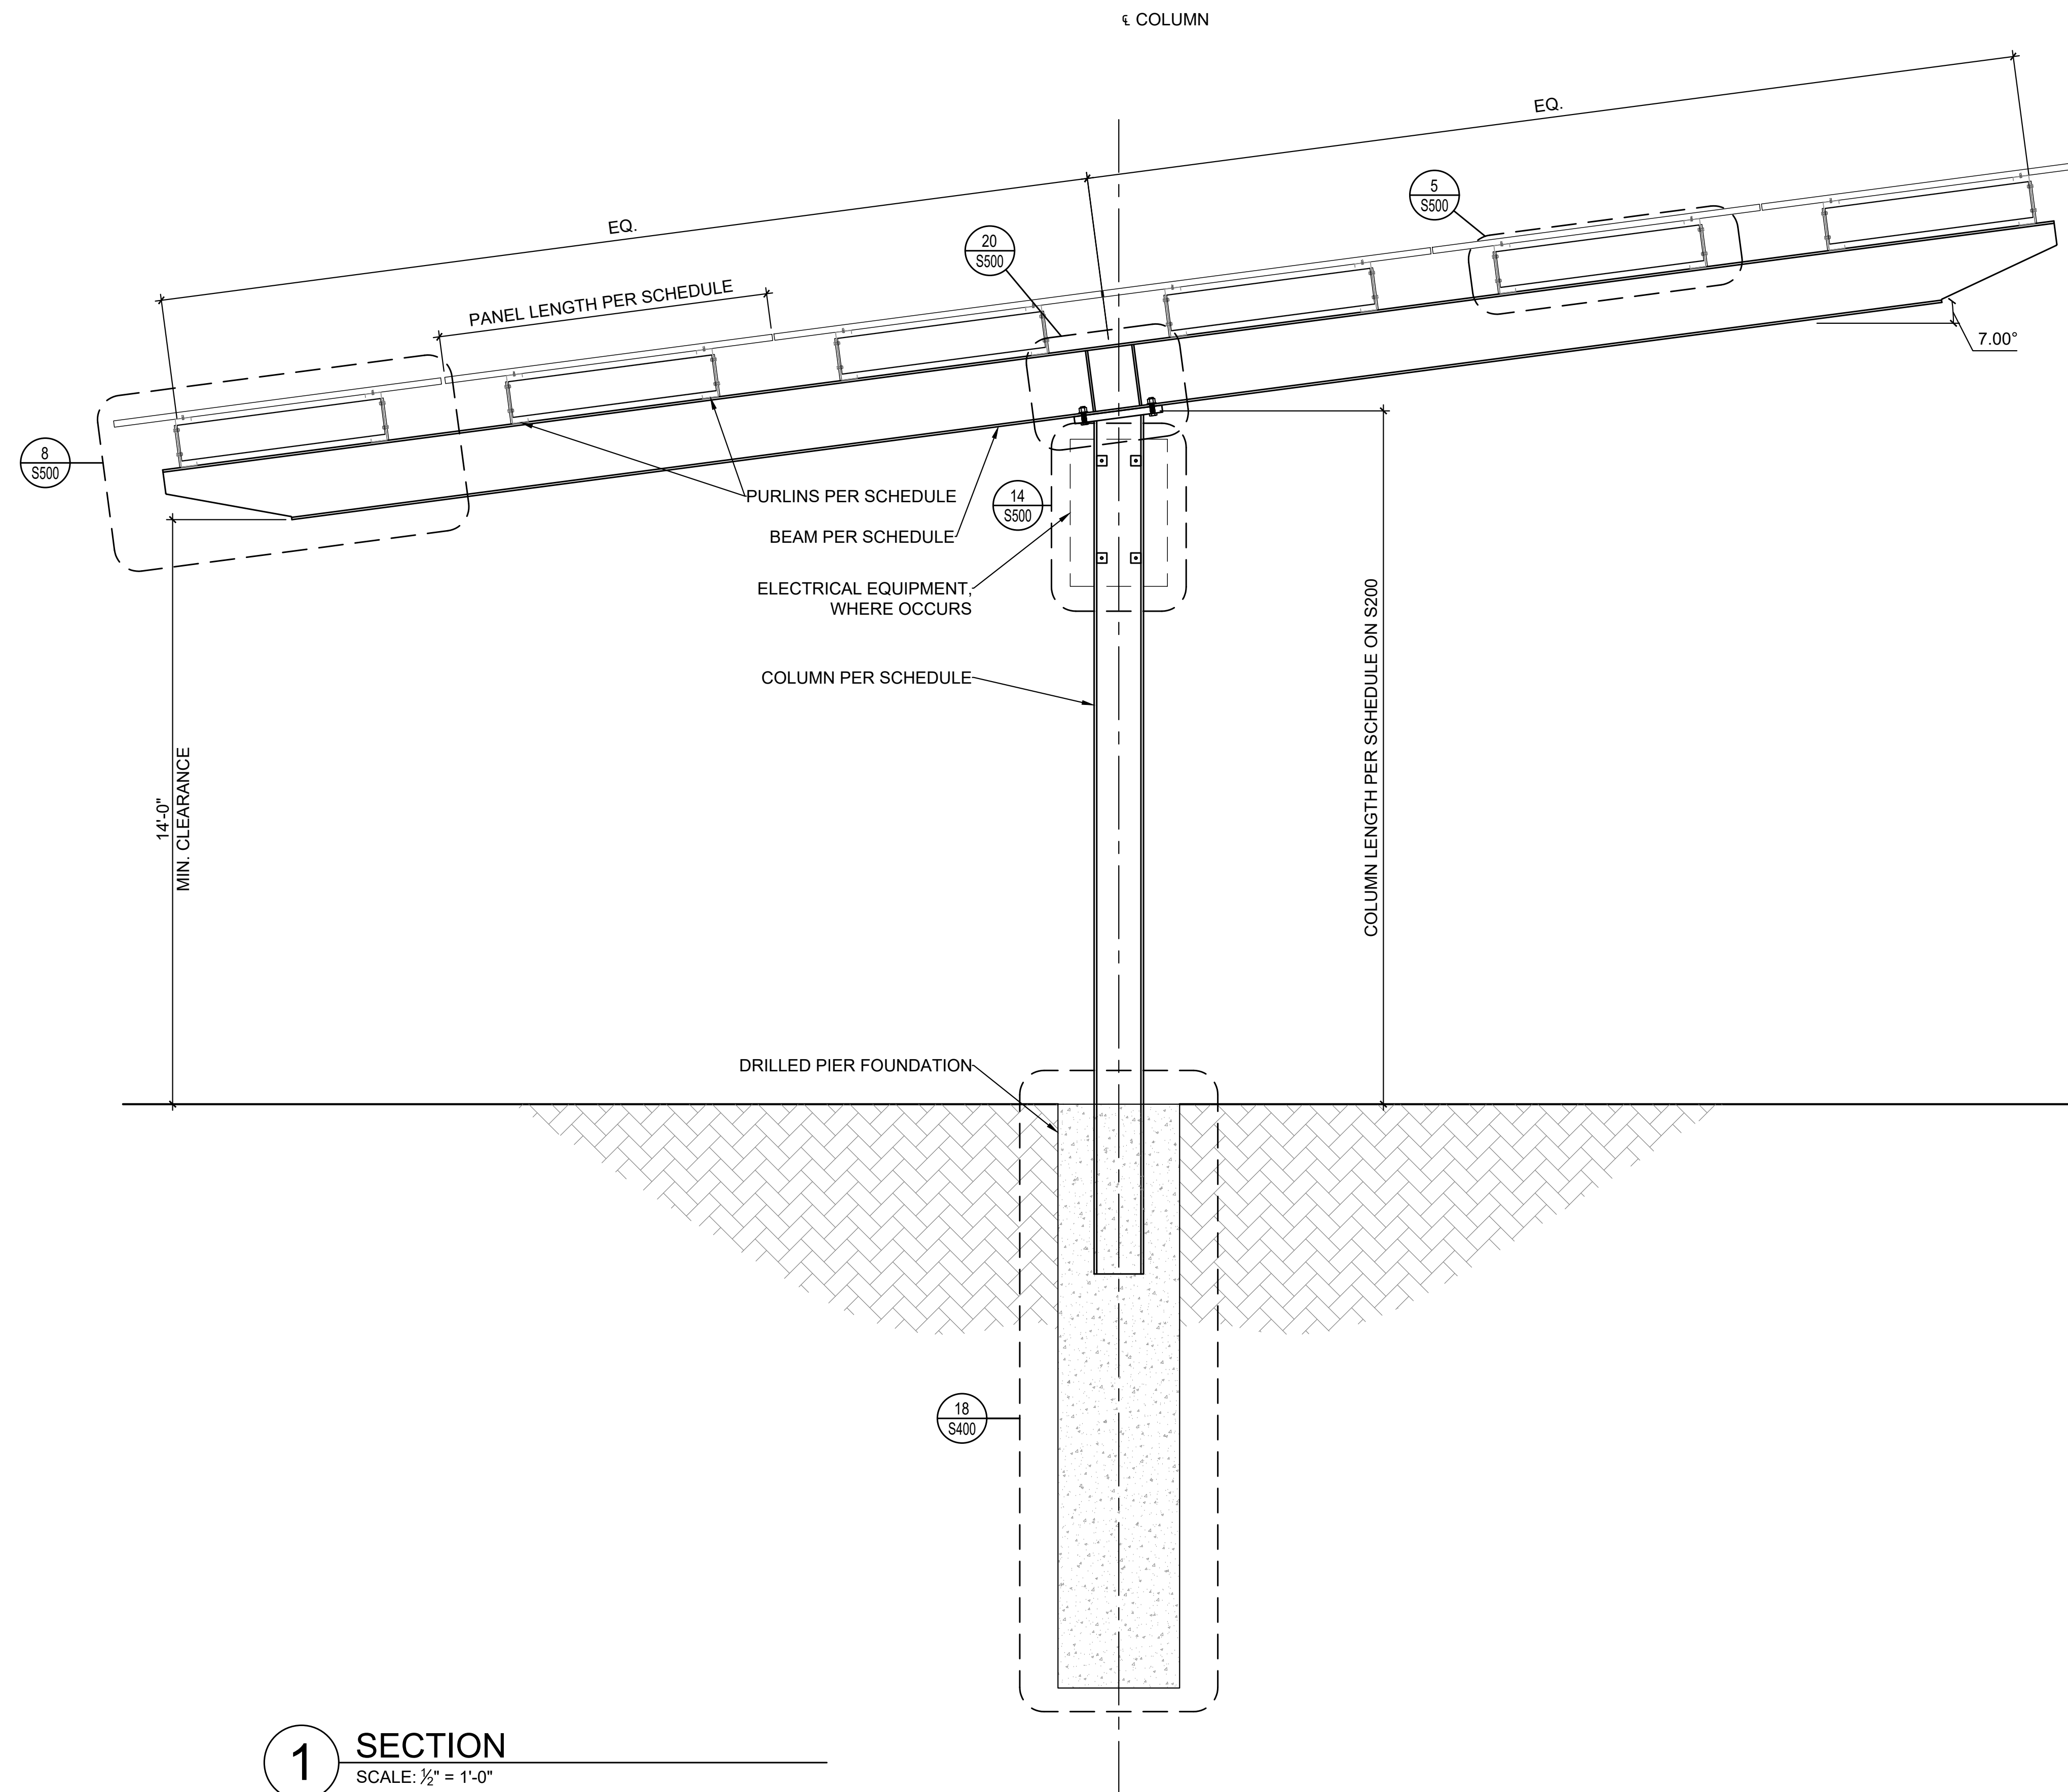 ℄ COLUMN
EQ.
EQ.
5
S500
20
S500
PANEL LENGTH PER SCHEDULE
7.00°
8
S500
PURLINS PER SCHEDULE
14
S500
BEAM PER SCHEDULE
ELECTRICAL EQUIPMENT,
WHERE OCCURS
COLUMN PER SCHEDULE
COLUMN LENGTH PER SCHEDULE ON S200
14'-0"
MIN. CLEARANCE
DRILLED PIER FOUNDATION
18
S400
1
SECTION
SCALE: ½" = 1'-0"